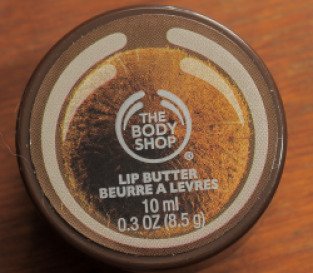 THE
BODY
SHOP
®
LIP BUTTER
BEURRE A LEVRES
10 ml
0.3 OZ (8.5 g)